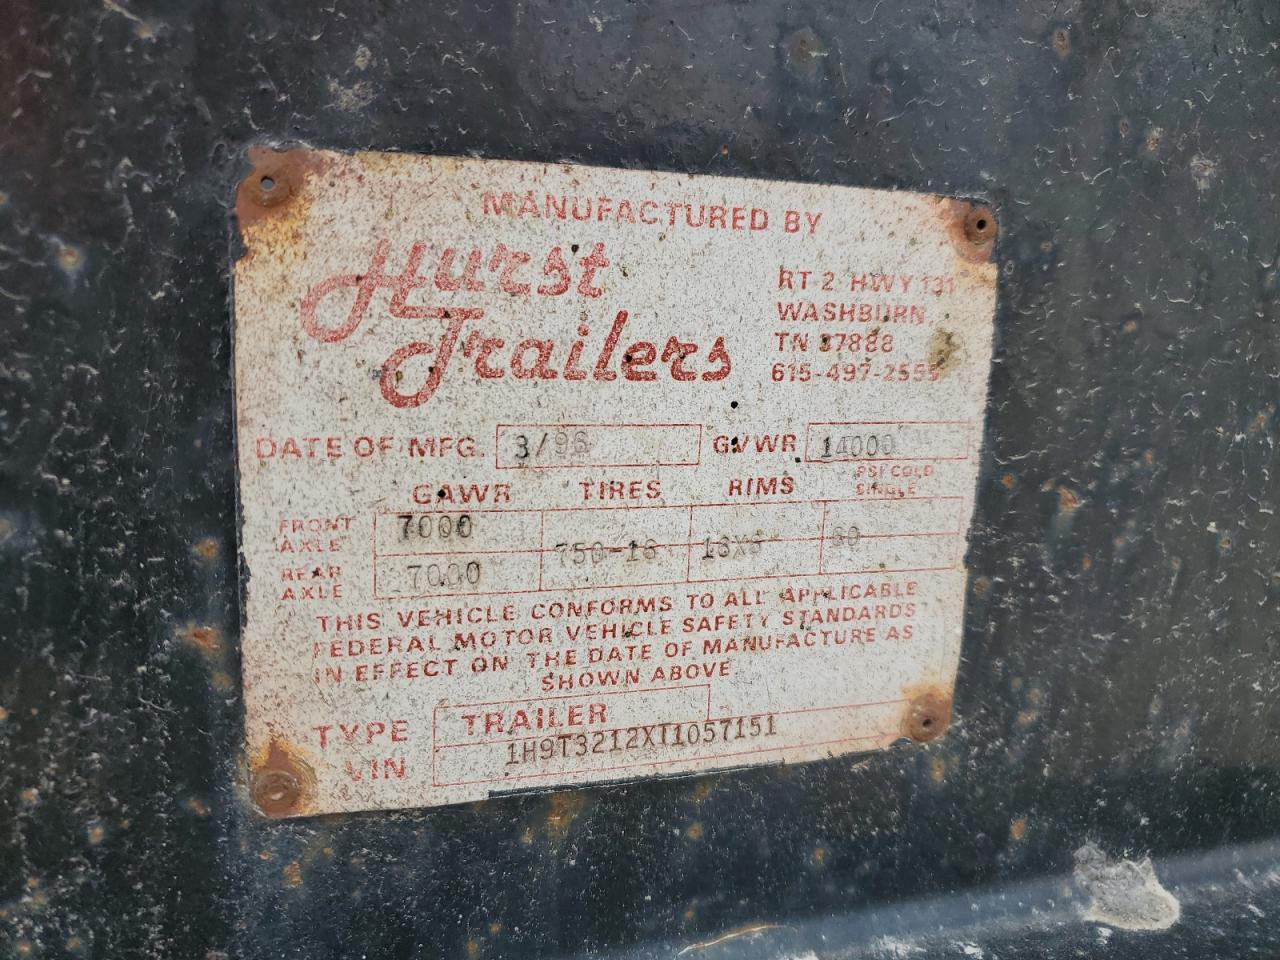 MANUFACTURED BY
Hurst
Trailers
RT 2 HWY 131
WASHBURN,
TN 37888
615-497-2555
DATE OF MFG. 3/96 GVWR 14000
GAWR TIRES RIMS PSI COLD
SINGLE
FRONT AXLE 7000
750-16 16X6 80
REAR AXLE 7000
THIS VEHICLE CONFORMS TO ALL APPLICABLE
FEDERAL MOTOR VEHICLE SAFETY STANDARDS
IN EFFECT ON THE DATE OF MANUFACTURE AS
SHOWN ABOVE
TYPE TRAILER
VIN 1H9T3212XT1057151